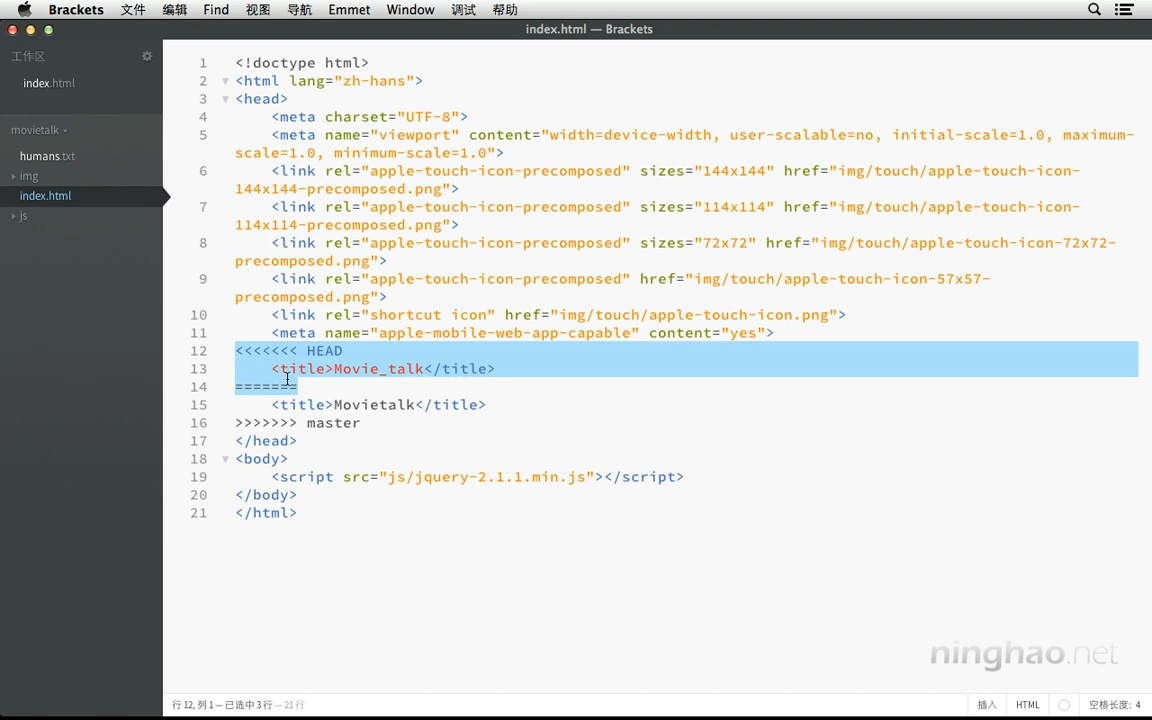 Brackets 文件 编辑 Find 视图 导航 Emmet Window 调试 帮助
index.html — Brackets
工作区
index.html
movietalk
humans.txt
img
index.html
js
1 <!doctype html>
2 <html lang="zh-hans">
3 <head>
4 <meta charset="UTF-8">
5 <meta name="viewport" content="width=device-width, user-scalable=no, initial-scale=1.0, maximum-
scale=1.0, minimum-scale=1.0">
6 <link rel="apple-touch-icon-precomposed" sizes="144x144" href="img/touch/apple-touch-icon-
144x144-precomposed.png">
7 <link rel="apple-touch-icon-precomposed" sizes="114x114" href="img/touch/apple-touch-icon-
114x114-precomposed.png">
8 <link rel="apple-touch-icon-precomposed" sizes="72x72" href="img/touch/apple-touch-icon-72x72-
precomposed.png">
9 <link rel="apple-touch-icon-precomposed" href="img/touch/apple-touch-icon-57x57-
precomposed.png">
10 <link rel="shortcut icon" href="img/touch/apple-touch-icon.png">
11 <meta name="apple-mobile-web-app-capable" content="yes">
12 <<<<<<< HEAD
13 <title>Movie_talk</title>
14 =======
15 <title>Movietalk</title>
16 >>>>>>> master
17 </head>
18 <body>
19 <script src="js/jquery-2.1.1.min.js"></script>
20 </body>
21 </html>
ninghao.net
行 12, 列 1 — 已选中 3 行 — 21 行
插入 HTML 空格长度: 4